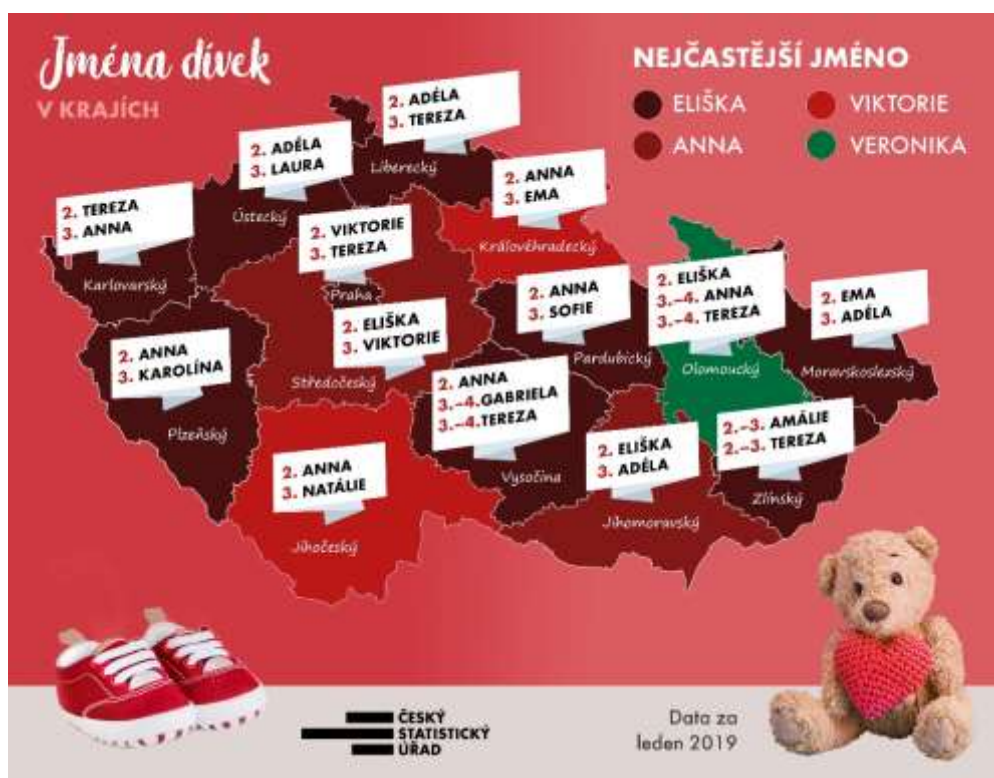 Jména dívek
V KRAJÍCH
NEJČASTĚJŠÍ JMÉNO
ELIŠKA
VIKTORIE
ANNA
VERONIKA
2. ADÉLA
3. TEREZA
Liberecký
2. ADÉLA
3. LAURA
Ústecký
2. ANNA
3. EMA
Královéhradecký
2. TEREZA
3. ANNA
Karlovarský
2. VIKTORIE
3. TEREZA
Praha
2. ELIŠKA
3. VIKTORIE
Středočeský
2. ANNA
3. SOFIE
Pardubický
2. ELIŠKA
3.-4. ANNA
3.-4. TEREZA
Olomoucký
2. EMA
3. ADÉLA
Moravskoslezský
2. ANNA
3. KAROLÍNA
Plzeňský
2. ANNA
3.-4. GABRIELA
3.-4. TEREZA
Vysočina
2. ELIŠKA
3. ADÉLA
Jihomoravský
2.-3. AMÁLIE
2.-3. TEREZA
Zlínský
2. ANNA
3. NATÁLIE
Jihočeský
ČESKÝ
STATISTICKÝ
ÚŘAD
Data za
leden 2019